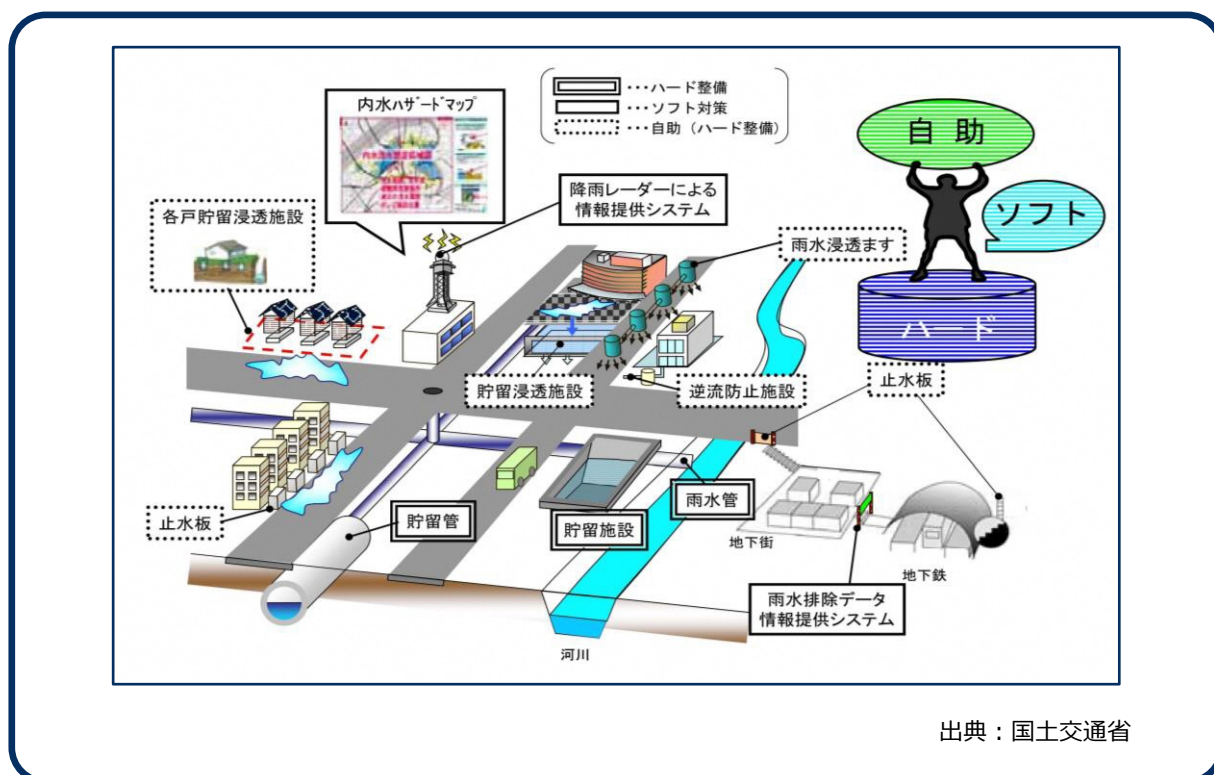 ・・・ハード整備
・・・ソフト対策
・・・自助（ハード整備）
内水ﾊｻﾞｰﾄﾞマップ
自 助
ソフト
ハード
降雨レーダーによる
情報提供システム
各戸貯留浸透施設
雨水浸透ます
貯留浸透施設
逆流防止施設
止水板
止水板
貯留管
貯留施設
雨水管
地下街
地下鉄
雨水排除データ
情報提供システム
河川
出典：国土交通省